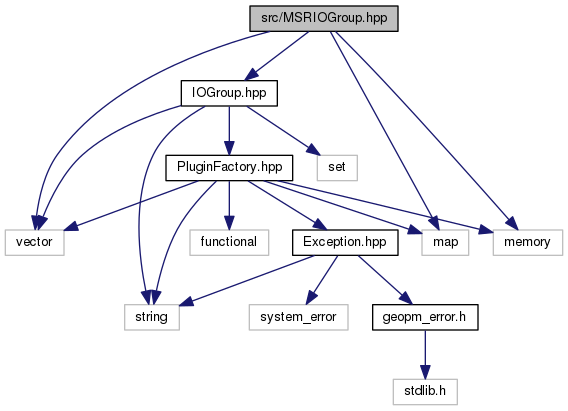 src/MSRIOGroup.hpp
IOGroup.hpp
PluginFactory.hpp
set
vector
functional
Exception.hpp
map
memory
string
system_error
geopm_error.h
stdlib.h